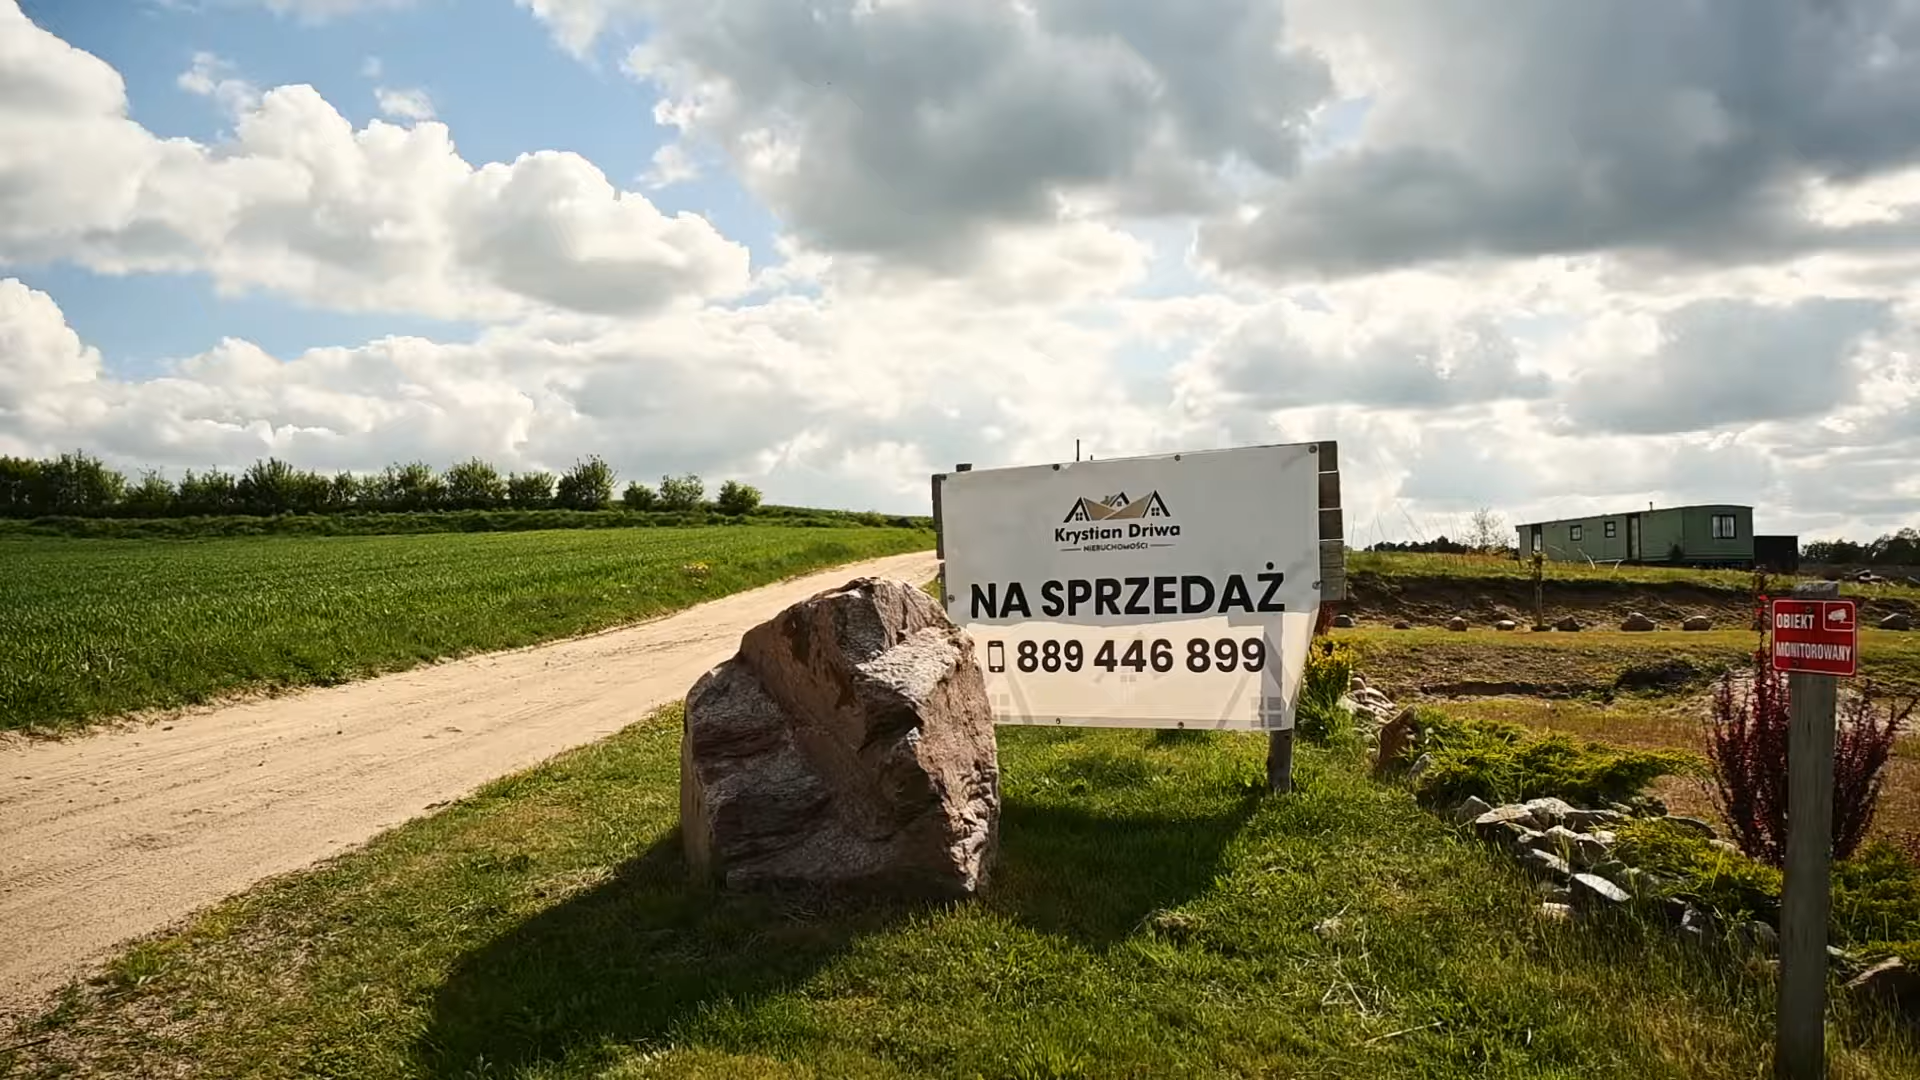 Krystian Driwa
NIERUCHOMOŚCI
NA SPRZEDAŻ
889 446 899
OBIEKT
MONITOROWANY